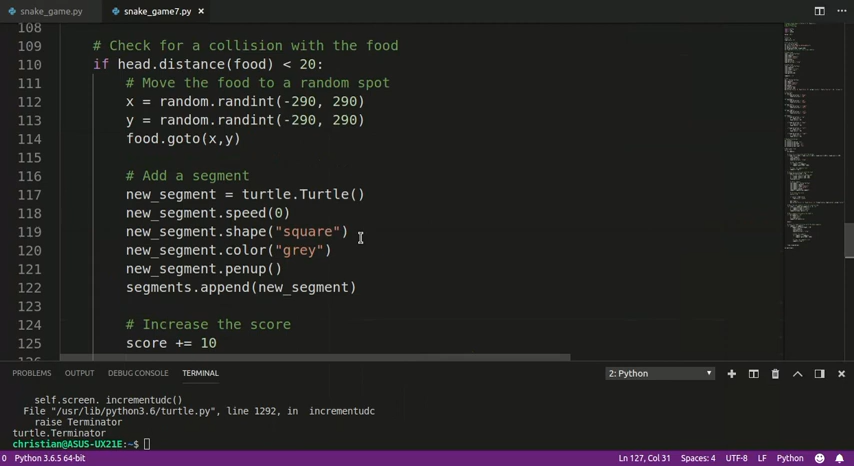 snake_game.py
snake_game7.py
108
109 # Check for a collision with the food
110 if head.distance(food) < 20:
111 # Move the food to a random spot
112 x = random.randint(-290, 290)
113 y = random.randint(-290, 290)
114 food.goto(x,y)
115
116 # Add a segment
117 new_segment = turtle.Turtle()
118 new_segment.speed(0)
119 new_segment.shape("square")
120 new_segment.color("grey")
121 new_segment.penup()
122 segments.append(new_segment)
123
124 # Increase the score
125 score += 10
126
PROBLEMS OUTPUT DEBUG CONSOLE TERMINAL 2: Python
self.screen. incrementudc()
File "/usr/lib/python3.6/turtle.py", line 1292, in incrementudc
raise Terminator
turtle.Terminator
christian@ASUS-UX21E:~$
0 Python 3.6.5 64-bit Ln 127, Col 31 Spaces: 4 UTF-8 LF Python